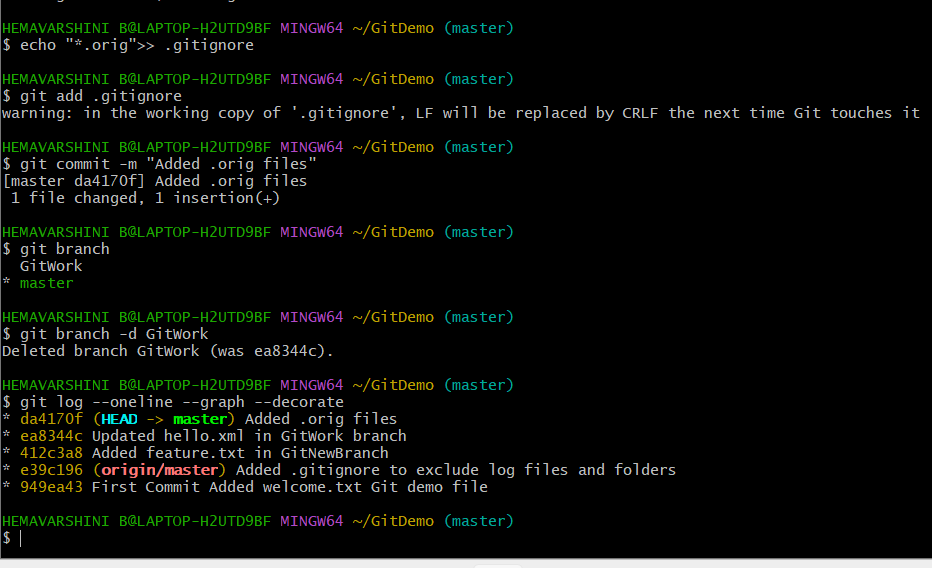 HEMAVARSHINI B@LAPTOP-H2UTD9BF MINGW64 ~/GitDemo (master)
$ echo "*.orig">> .gitignore
HEMAVARSHINI B@LAPTOP-H2UTD9BF MINGW64 ~/GitDemo (master)
$ git add .gitignore
warning: in the working copy of '.gitignore', LF will be replaced by CRLF the next time Git touches it
HEMAVARSHINI B@LAPTOP-H2UTD9BF MINGW64 ~/GitDemo (master)
$ git commit -m "Added .orig files"
[master da4170f] Added .orig files
 1 file changed, 1 insertion(+)
HEMAVARSHINI B@LAPTOP-H2UTD9BF MINGW64 ~/GitDemo (master)
$ git branch
  GitWork
* master
HEMAVARSHINI B@LAPTOP-H2UTD9BF MINGW64 ~/GitDemo (master)
$ git branch -d GitWork
Deleted branch GitWork (was ea8344c).
HEMAVARSHINI B@LAPTOP-H2UTD9BF MINGW64 ~/GitDemo (master)
$ git log --oneline --graph --decorate
* da4170f (HEAD -> master) Added .orig files
* ea8344c Updated hello.xml in GitWork branch
* 412c3a8 Added feature.txt in GitNewBranch
* e39c196 (origin/master) Added .gitignore to exclude log files and folders
* 949ea43 First Commit Added welcome.txt Git demo file
HEMAVARSHINI B@LAPTOP-H2UTD9BF MINGW64 ~/GitDemo (master)
$